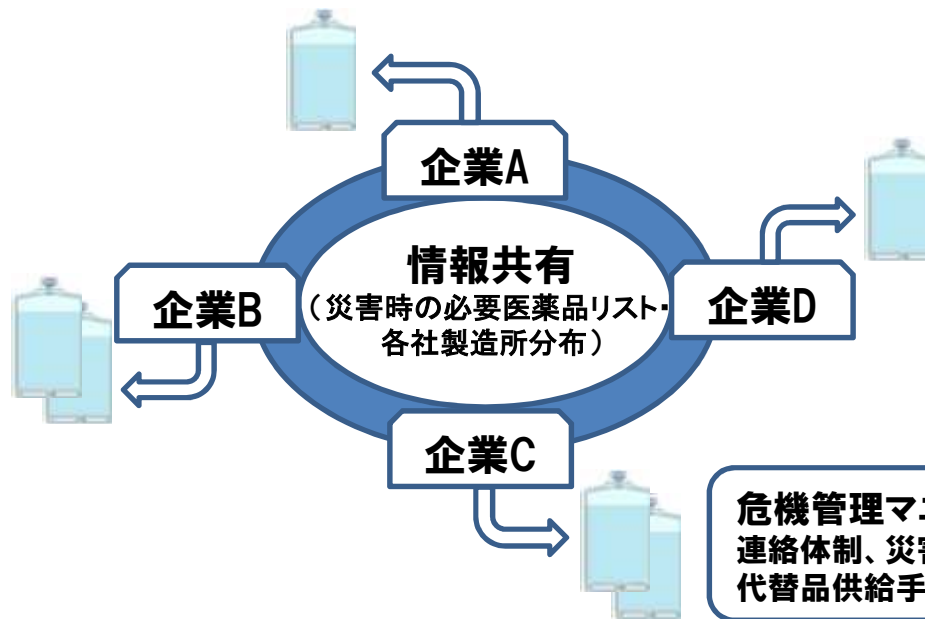 企業A
情報共有
（災害時の必要医薬品リスト・
各社製造所分布）
企業B
企業D
企業C
危機管理マ
連絡体制、災
代替品供給手